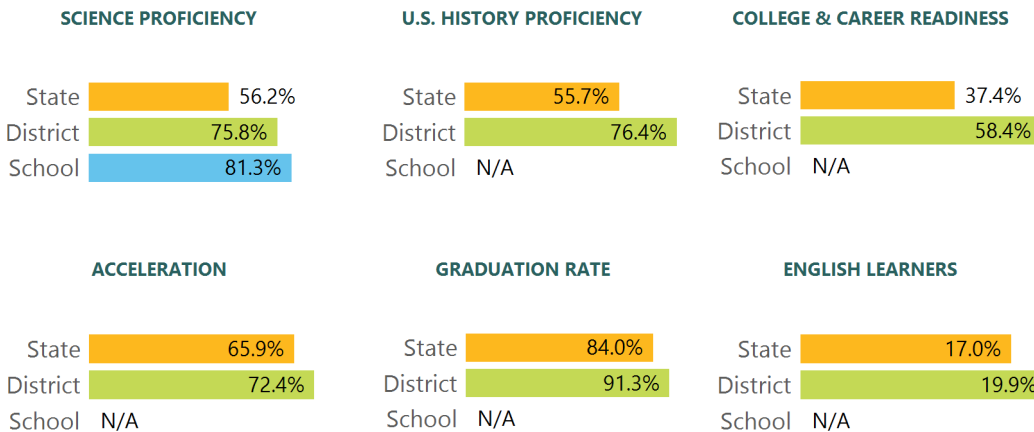 SCIENCE PROFICIENCY
State 56.2%
District 75.8%
School 81.3%
U.S. HISTORY PROFICIENCY
State 55.7%
District 76.4%
School N/A
COLLEGE & CAREER READINESS
State 37.4%
District 58.4%
School N/A
ACCELERATION
State 65.9%
District 72.4%
School N/A
GRADUATION RATE
State 84.0%
District 91.3%
School N/A
ENGLISH LEARNERS
State 17.0%
District 19.9%
School N/A